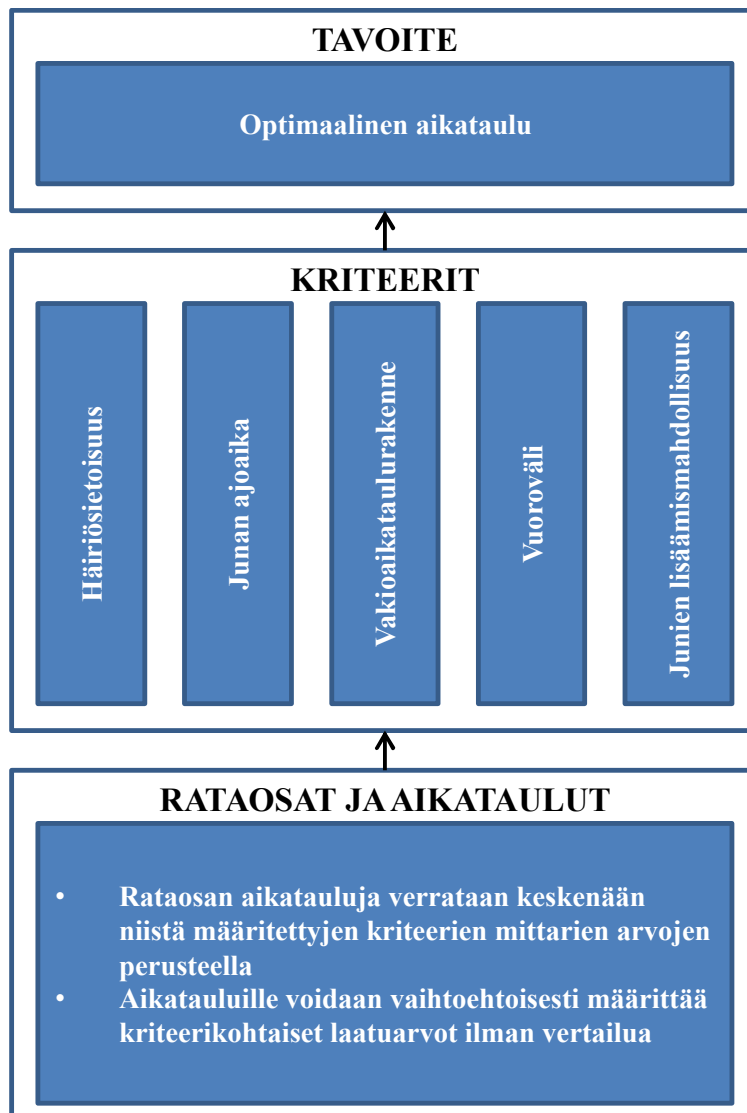 TAVOITE
Optimaalinen aikataulu
KRITEERIT
Häiriösietoisuus
Junan ajoaika
Vakioaikataulurakenne
Vuoroväli
Junien lisäämismahdollisuus
RATAOSAT JA AIKATAULUT
• Rataosan aikatauluja verrataan keskenään
niistä määritettyjen kriteerien mittarien arvojen
perusteella
• Aikatauluille voidaan vaihtoehtoisesti määrittää
kriteerikohtaiset laatuarvot ilman vertailua